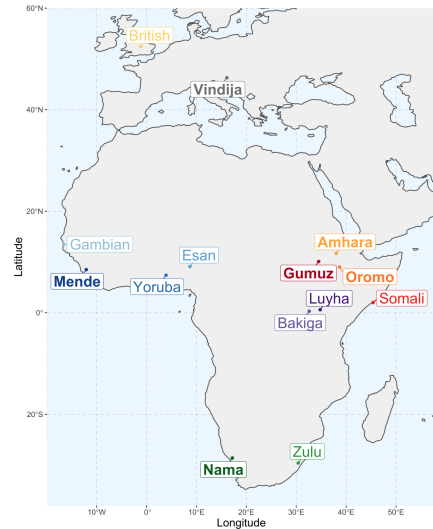 60°N
British
Vindija
40°N
20°N
Latitude
Amhara
Gambian
Esan
Gumuz
Oromo
Mende
Yoruba
Luyha
Somali
0°
Bakiga
20°S
Zulu
Nama
10°W
0°
10°E
20°E
30°E
40°E
50°E
Longitude